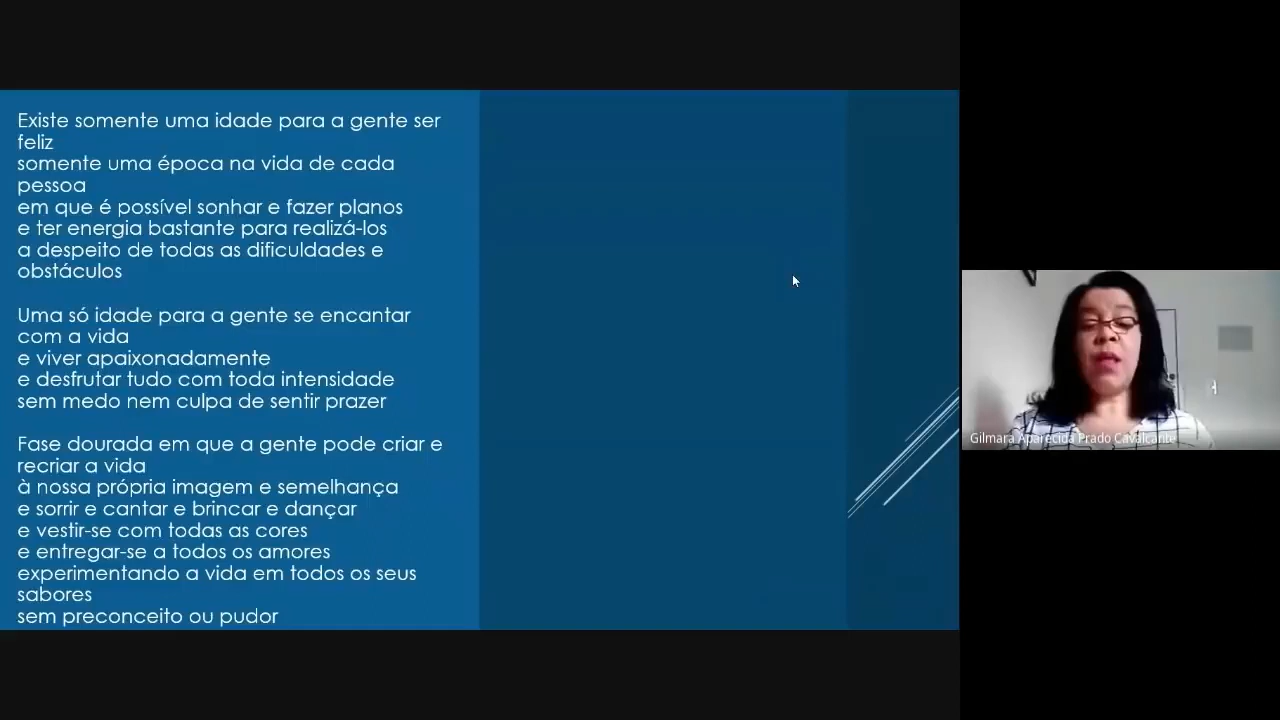 Existe somente uma idade para a gente ser
feliz
somente uma época na vida de cada
pessoa
em que é possível sonhar e fazer planos
e ter energia bastante para realizá-los
a despeito de todas as dificuldades e
obstáculos
Uma só idade para a gente se encantar
com a vida
e viver apaixonadamente
e desfrutar tudo com toda intensidade
sem medo nem culpa de sentir prazer
Fase dourada em que a gente pode criar e
recriar a vida
à nossa própria imagem e semelhança
e sorrir e cantar e brincar e dançar
e vestir-se com todas as cores
e entregar-se a todos os amores
experimentando a vida em todos os seus
sabores
sem preconceito ou pudor
Gilmara Aparecida Prado Cavalcante